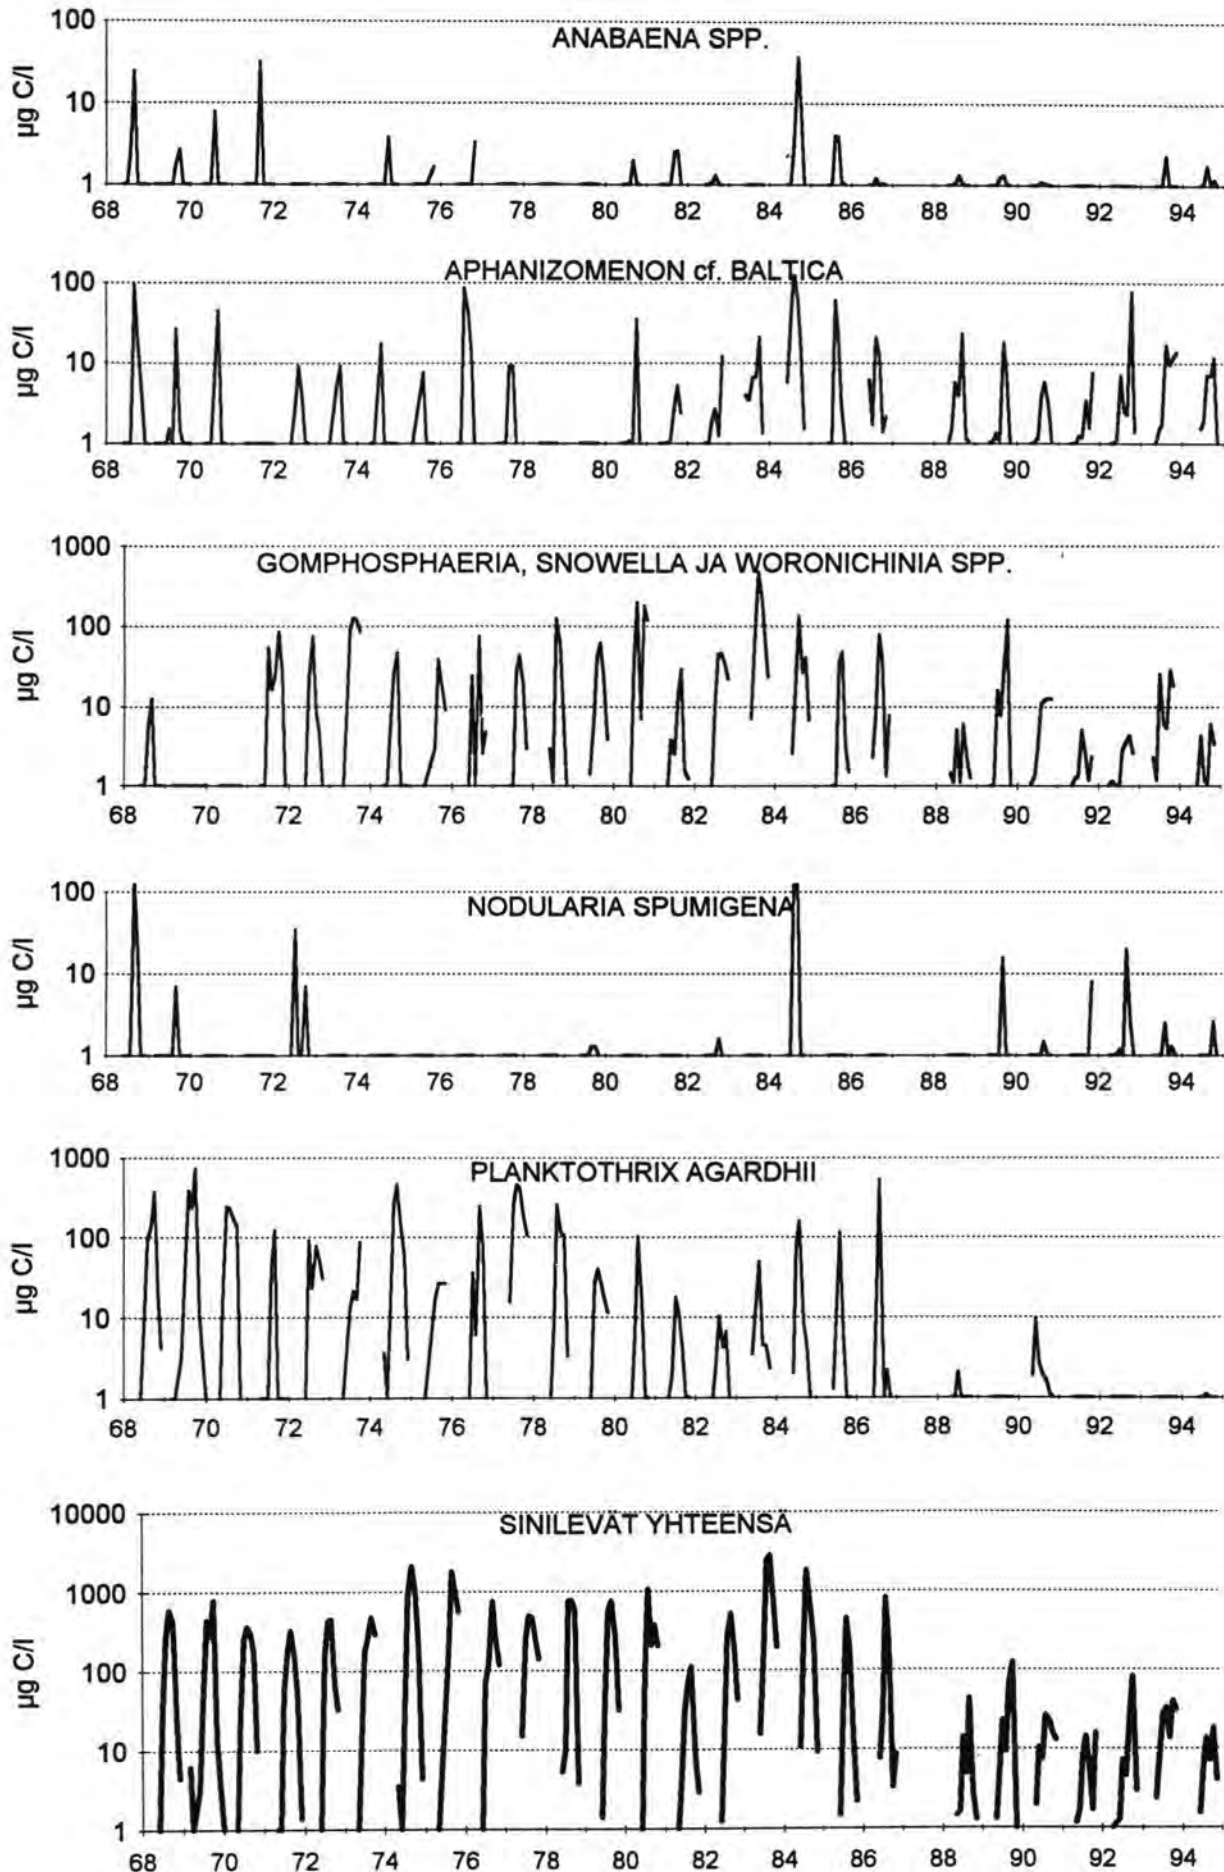 ANABAENA SPP.
µg C/l
100
10
1
68 70 72 74 76 78 80 82 84 86 88 90 92 94
APHANIZOMENON cf. BALTICA
µg C/l
100
10
1
68 70 72 74 76 78 80 82 84 86 88 90 92 94
GOMPHOSPHAERIA, SNOWELLA JA WORONICHINIA SPP.
µg C/l
1000
100
10
1
68 70 72 74 76 78 80 82 84 86 88 90 92 94
NODULARIA SPUMIGENA
µg C/l
100
10
1
68 70 72 74 76 78 80 82 84 86 88 90 92 94
PLANKTOTHRIX AGARDHII
µg C/l
1000
100
10
1
68 70 72 74 76 78 80 82 84 86 88 90 92 94
SINILEVÄT YHTEENSÄ
µg C/l
10000
1000
100
10
1
68 70 72 74 76 78 80 82 84 86 88 90 92 94